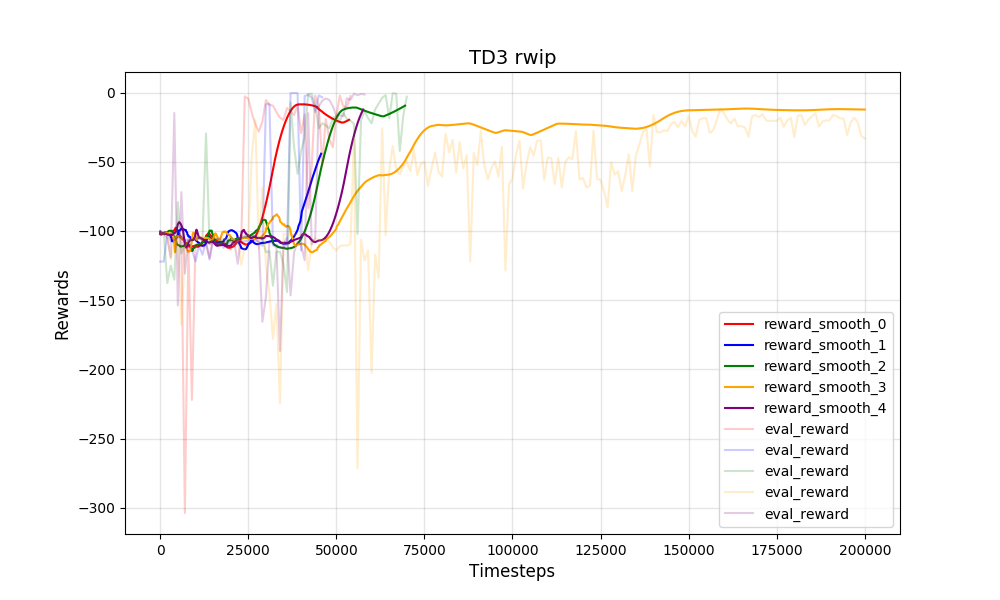 TD3 rwip
0
−50
−100
−150
−200
−250
−300
Rewards
reward_smooth_0
reward_smooth_1
reward_smooth_2
reward_smooth_3
reward_smooth_4
eval_reward
eval_reward
eval_reward
eval_reward
eval_reward
0 25000 50000 75000 100000 125000 150000 175000 200000
Timesteps